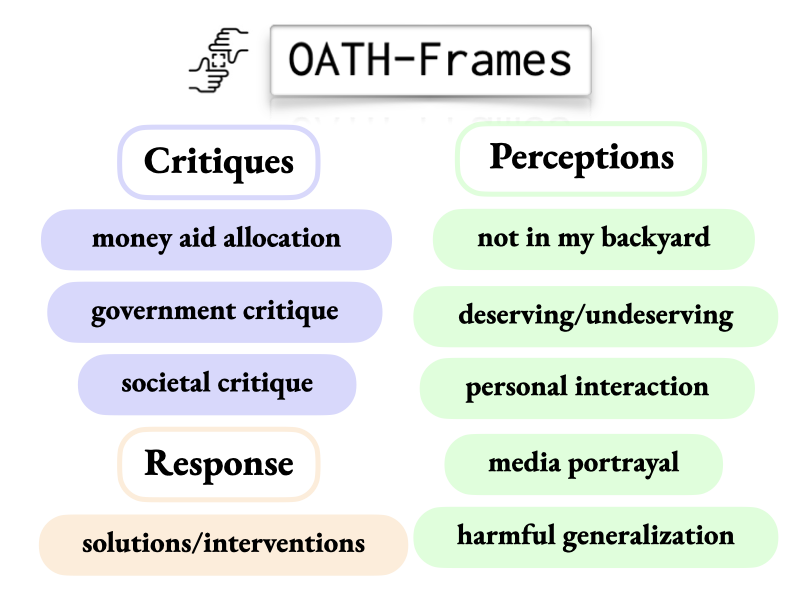 OATH-Frames
Critiques
money aid allocation
government critique
societal critique
Response
solutions/interventions
Perceptions
not in my backyard
deserving/undeserving
personal interaction
media portrayal
harmful generalization